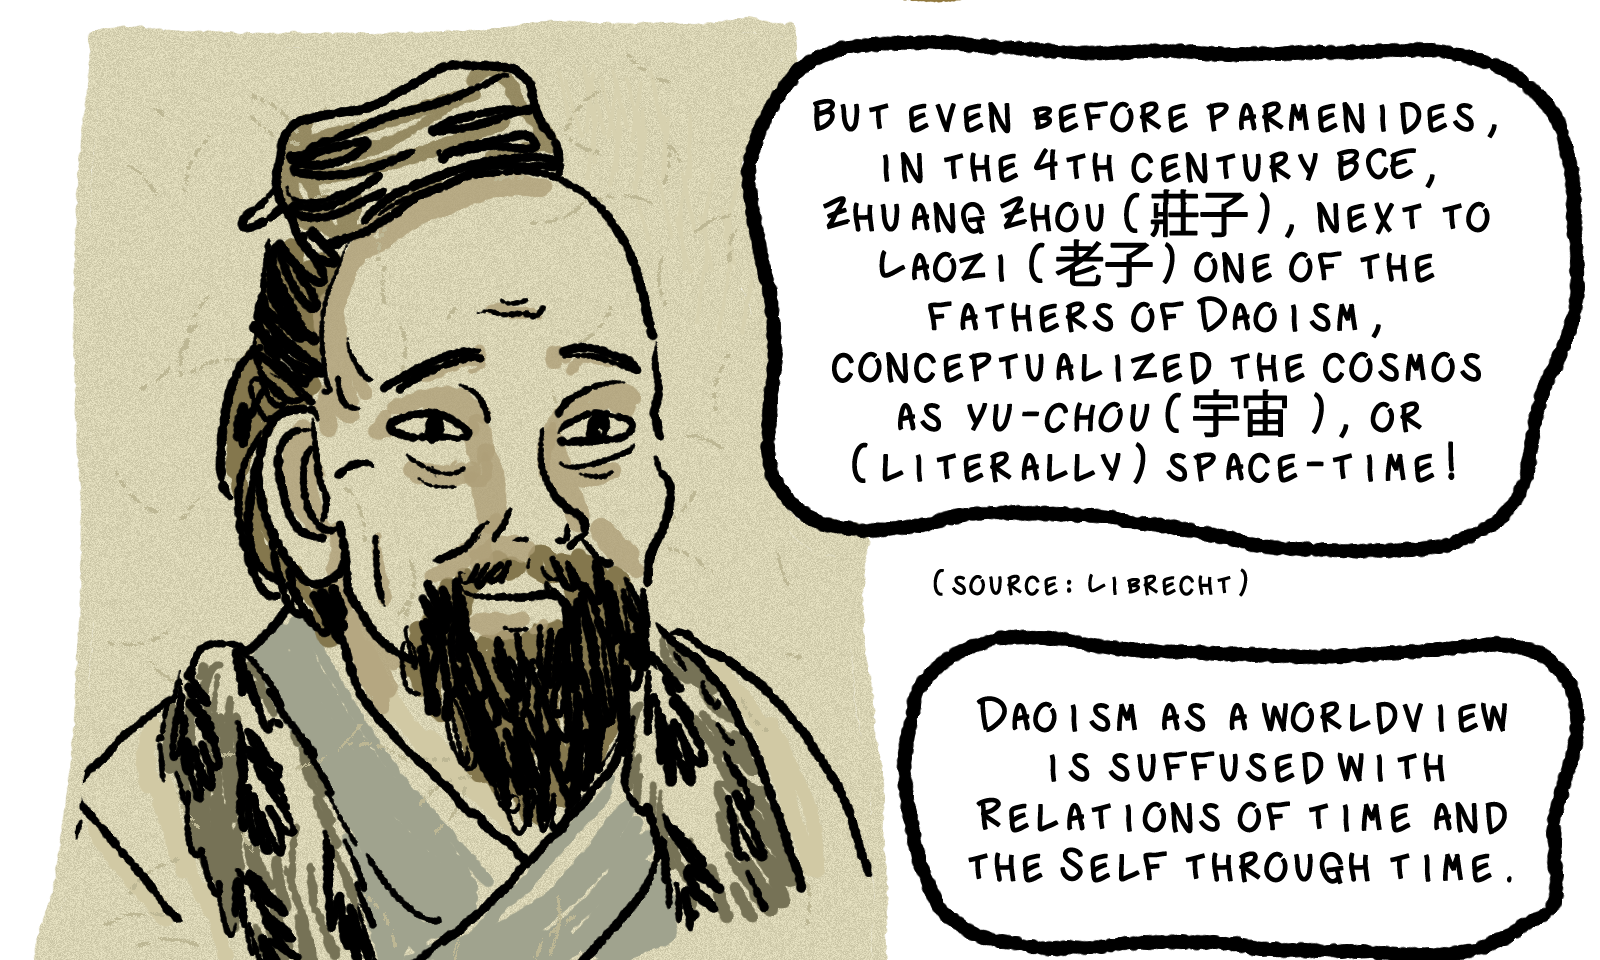 BUT EVEN BEFORE PARMENIDES,
IN THE 4TH CENTURY BCE,
ZHUANG ZHOU (莊子), NEXT TO
LAOZI (老子) ONE OF THE
FATHERS OF DAOISM,
CONCEPTUALIZED THE COSMOS
AS YU-CHOU (宇宙 ), OR
(LITERALLY) SPACE-TIME!
(SOURCE: LIBRECHT)
DAOISM AS A WORLDVIEW
IS SUFFUSED WITH
RELATIONS OF TIME AND
THE SELF THROUGH TIME.